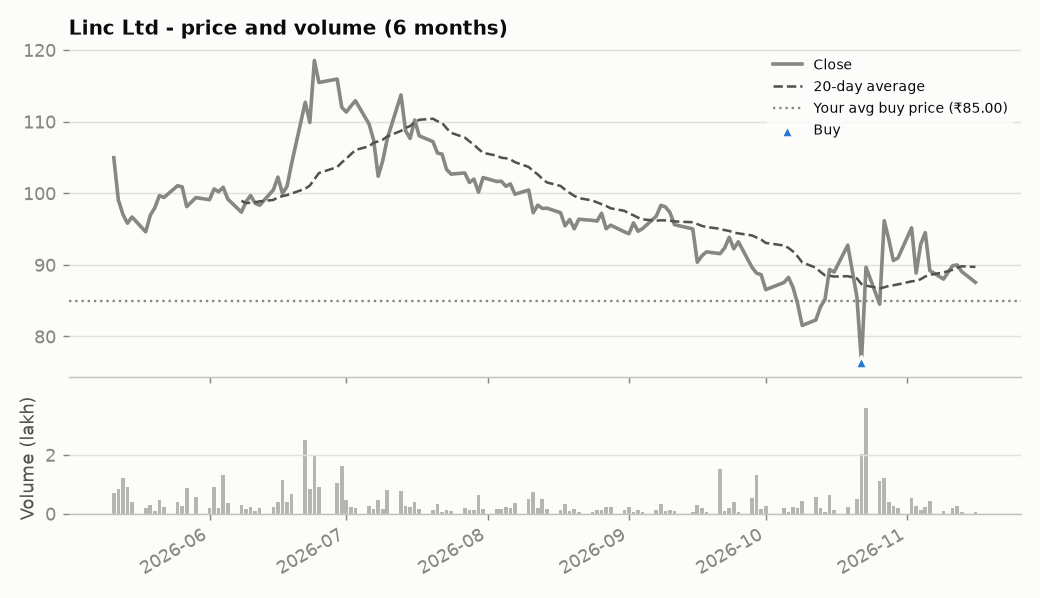 Linc Ltd - price and volume (6 months)
120
110
100
90
80
Close
20-day average
Your avg buy price (₹85.00)
Buy
Volume (lakh)
2
0
2026-06
2026-07
2026-08
2026-09
2026-10
2026-11